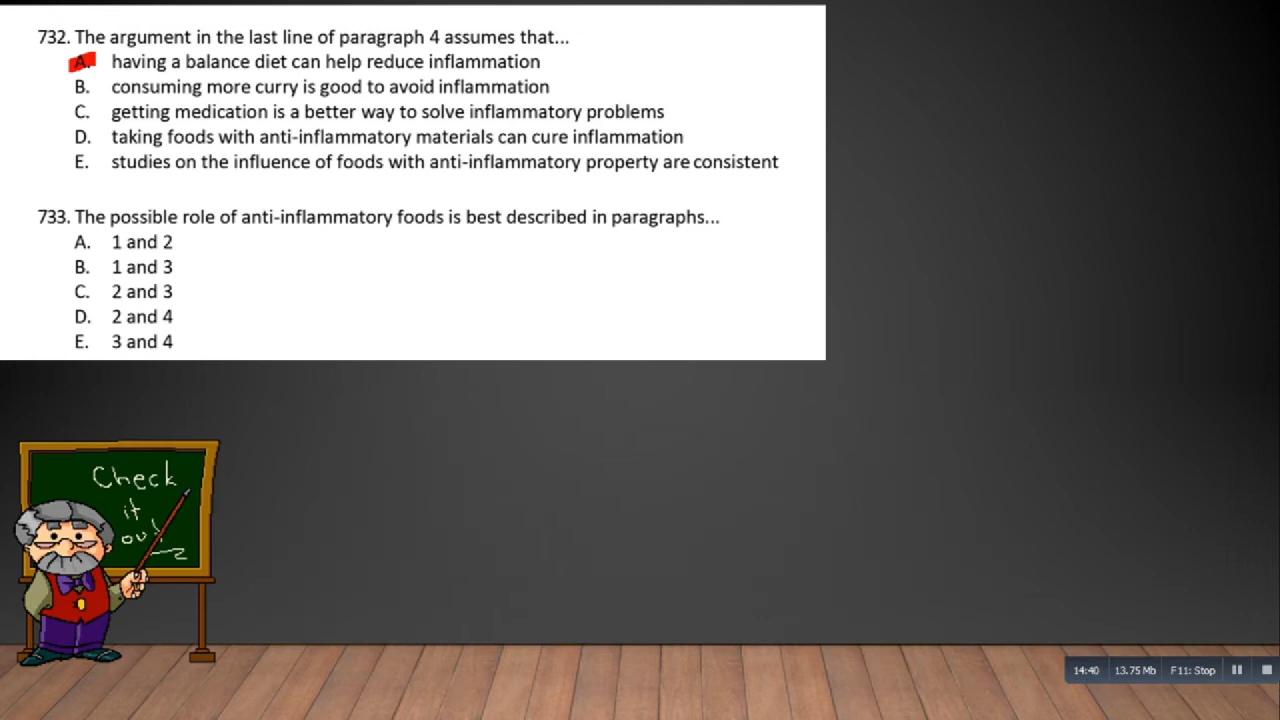 732. The argument in the last line of paragraph 4 assumes that...
A. having a balance diet can help reduce inflammation
B. consuming more curry is good to avoid inflammation
C. getting medication is a better way to solve inflammatory problems
D. taking foods with anti-inflammatory materials can cure inflammation
E. studies on the influence of foods with anti-inflammatory property are consistent
733. The possible role of anti-inflammatory foods is best described in paragraphs...
A. 1 and 2
B. 1 and 3
C. 2 and 3
D. 2 and 4
E. 3 and 4
Check
it
out
14:40 13.75 Mb F11: Stop